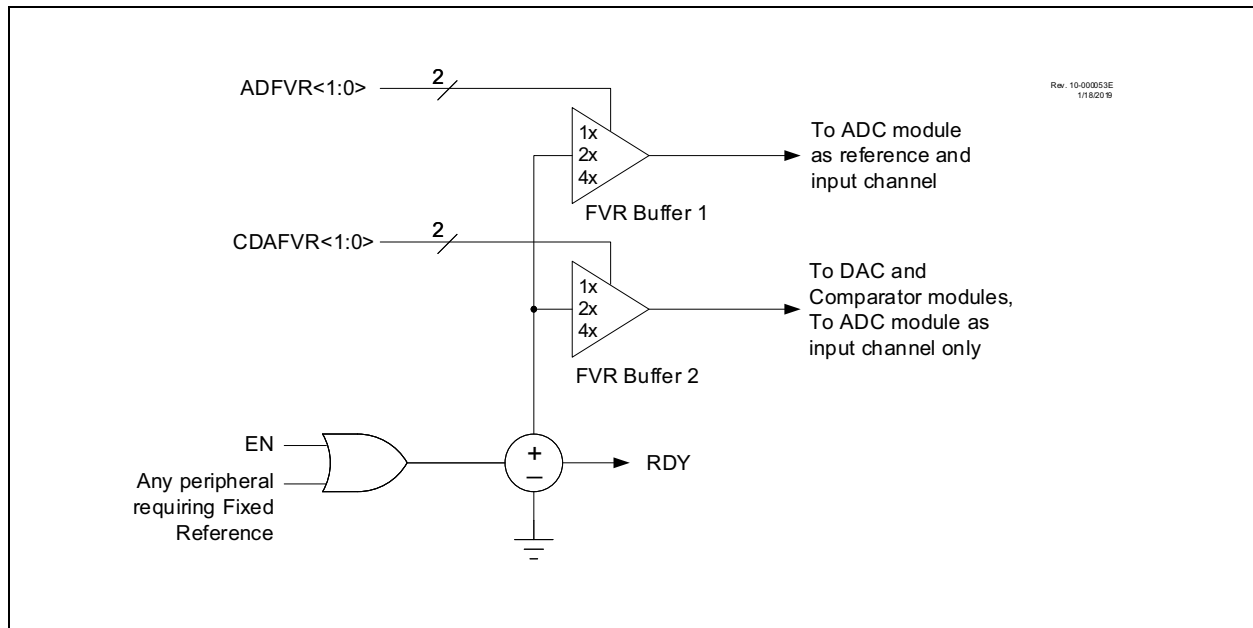 ADFVR<1:0>
2
Rev. 10-000053E
1/18/2019
1x
2x
4x
To ADC module
as reference and
input channel
FVR Buffer 1
CDAFVR<1:0>
2
1x
2x
4x
To DAC and
Comparator modules,
To ADC module as
input channel only
FVR Buffer 2
EN
+
−
RDY
Any peripheral
requiring Fixed
Reference